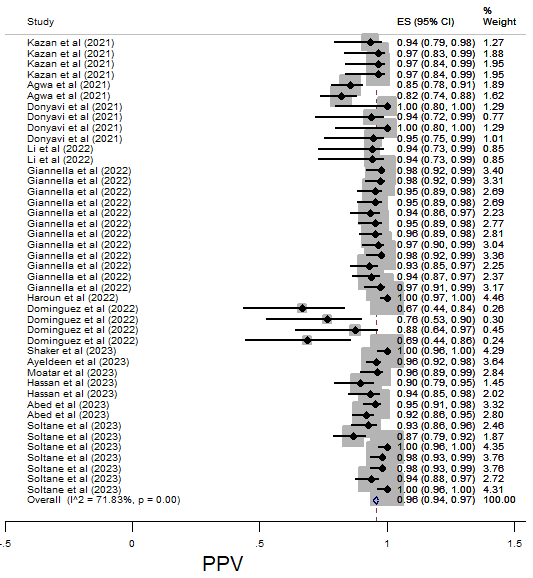 %
Study ES (95% CI) Weight
Kazan et al (2021) 0.94 (0.79, 0.98) 1.27
Kazan et al (2021) 0.97 (0.83, 0.99) 1.88
Kazan et al (2021) 0.97 (0.84, 0.99) 1.95
Kazan et al (2021) 0.97 (0.84, 0.99) 1.95
Agwa et al (2021) 0.85 (0.78, 0.91) 1.89
Agwa et al (2021) 0.82 (0.74, 0.88) 1.62
Donyavi et al (2021) 1.00 (0.80, 1.00) 1.29
Donyavi et al (2021) 0.94 (0.72, 0.99) 0.77
Donyavi et al (2021) 1.00 (0.80, 1.00) 1.29
Donyavi et al (2021) 0.95 (0.75, 0.99) 1.01
Li et al (2022) 0.94 (0.73, 0.99) 0.85
Li et al (2022) 0.94 (0.73, 0.99) 0.85
Giannella et al (2022) 0.98 (0.92, 0.99) 3.40
Giannella et al (2022) 0.98 (0.92, 0.99) 3.31
Giannella et al (2022) 0.95 (0.89, 0.98) 2.69
Giannella et al (2022) 0.95 (0.89, 0.98) 2.69
Giannella et al (2022) 0.94 (0.86, 0.97) 2.23
Giannella et al (2022) 0.95 (0.89, 0.98) 2.77
Giannella et al (2022) 0.96 (0.89, 0.98) 2.81
Giannella et al (2022) 0.97 (0.90, 0.99) 3.04
Giannella et al (2022) 0.98 (0.92, 0.99) 3.36
Giannella et al (2022) 0.93 (0.85, 0.97) 2.25
Giannella et al (2022) 0.94 (0.87, 0.97) 2.37
Giannella et al (2022) 0.97 (0.91, 0.99) 3.17
Haroun et al (2022) 1.00 (0.97, 1.00) 4.46
Dominguez et al (2022) 0.67 (0.44, 0.84) 0.26
Dominguez et al (2022) 0.76 (0.53, 0.90) 0.30
Dominguez et al (2022) 0.88 (0.64, 0.97) 0.45
Dominguez et al (2022) 0.69 (0.44, 0.86) 0.24
Shaker et al (2023) 1.00 (0.96, 1.00) 4.29
Ayeldeen et al (2023) 0.96 (0.92, 0.98) 3.64
Moatar et al (2023) 0.96 (0.89, 0.99) 2.84
Hassan et al (2023) 0.90 (0.79, 0.95) 1.45
Hassan et al (2023) 0.94 (0.85, 0.98) 2.02
Abed et al (2023) 0.95 (0.91, 0.98) 3.32
Abed et al (2023) 0.92 (0.86, 0.95) 2.80
Soltane et al (2023) 0.93 (0.86, 0.96) 2.46
Soltane et al (2023) 0.87 (0.79, 0.92) 1.87
Soltane et al (2023) 1.00 (0.96, 1.00) 4.35
Soltane et al (2023) 0.98 (0.93, 0.99) 3.76
Soltane et al (2023) 0.98 (0.93, 0.99) 3.76
Soltane et al (2023) 0.94 (0.88, 0.97) 2.72
Soltane et al (2023) 1.00 (0.96, 1.00) 4.31
Overall (I^2 = 71.83%, p = 0.00) 0.96 (0.94, 0.97) 100.00
-.5 0 .5 1 1.5
PPV